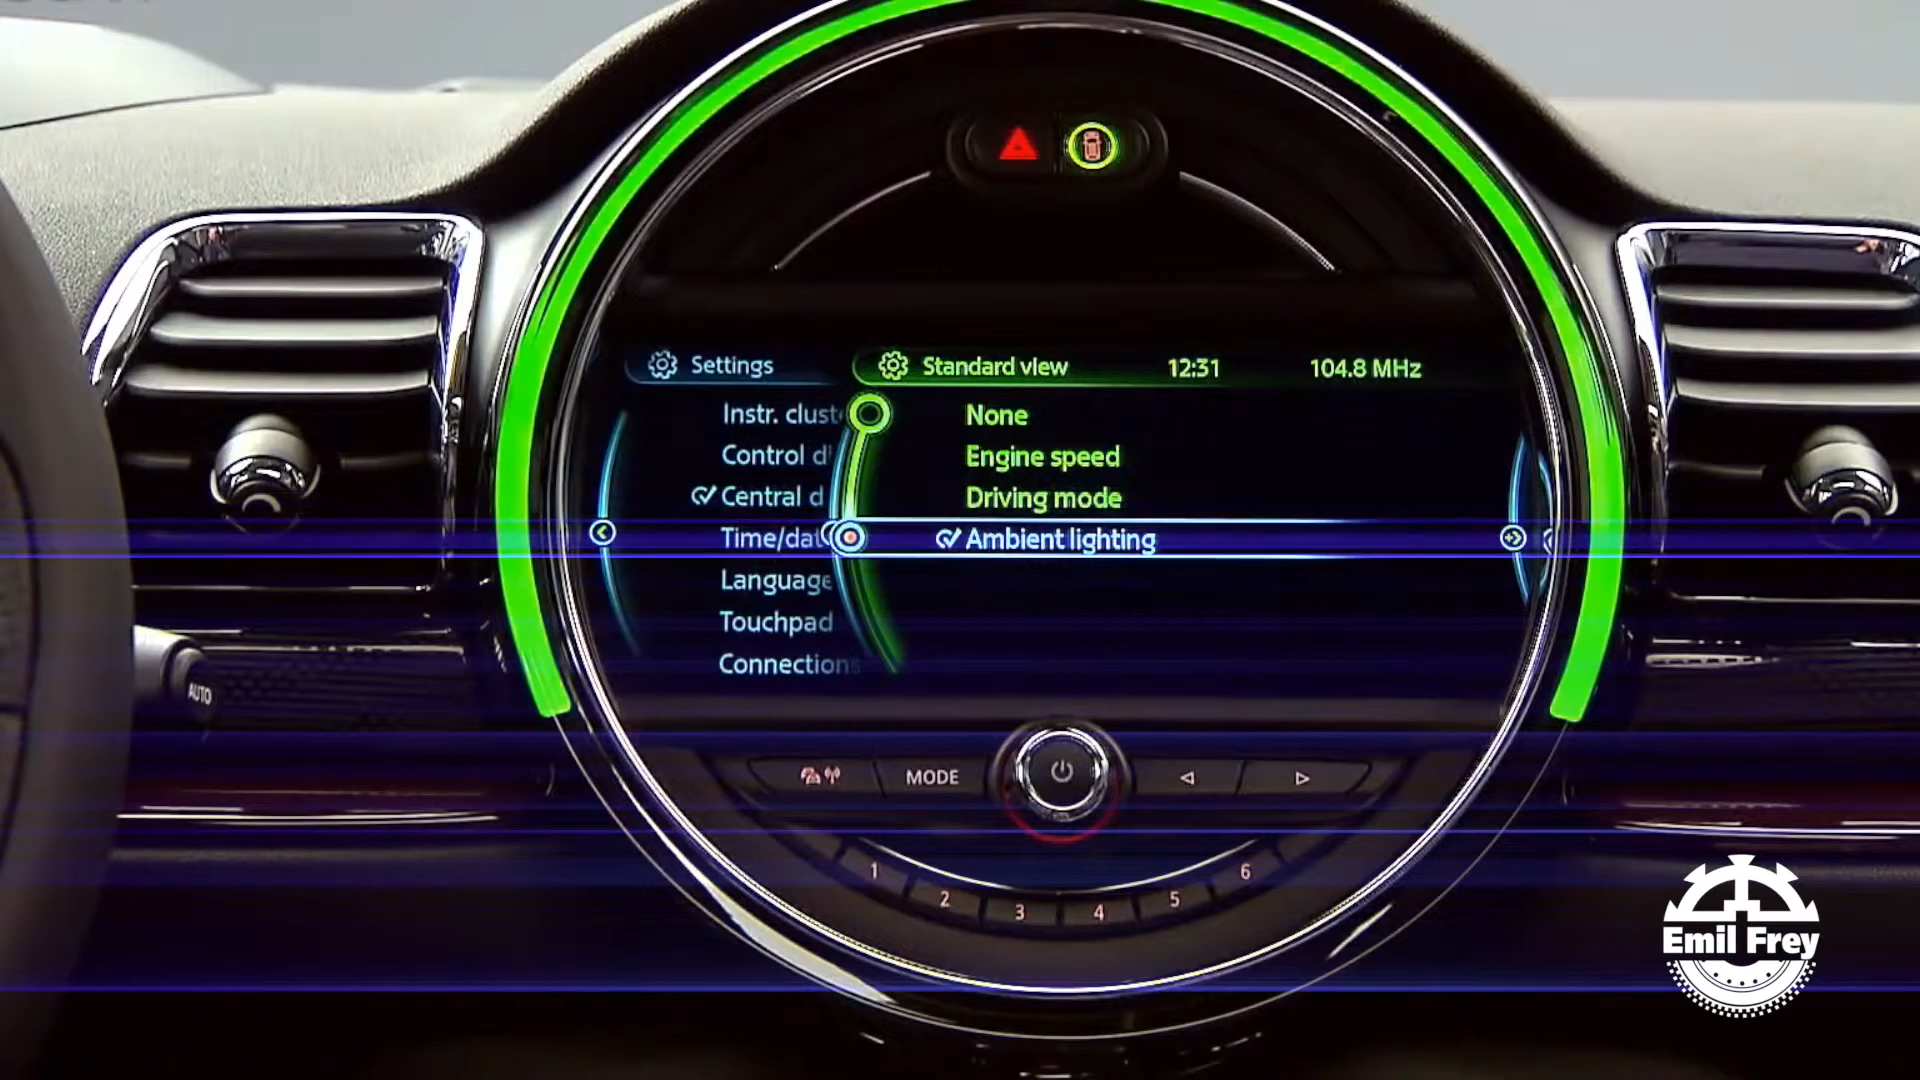 Settings
Standard view
12:31
104.8 MHz
Instr. clust
Control d
Central d
Time/dat
Language
Touchpad
Connections
None
Engine speed
Driving mode
Ambient lighting
AUTO
MODE
1
2
3
4
5
6
Emil Frey